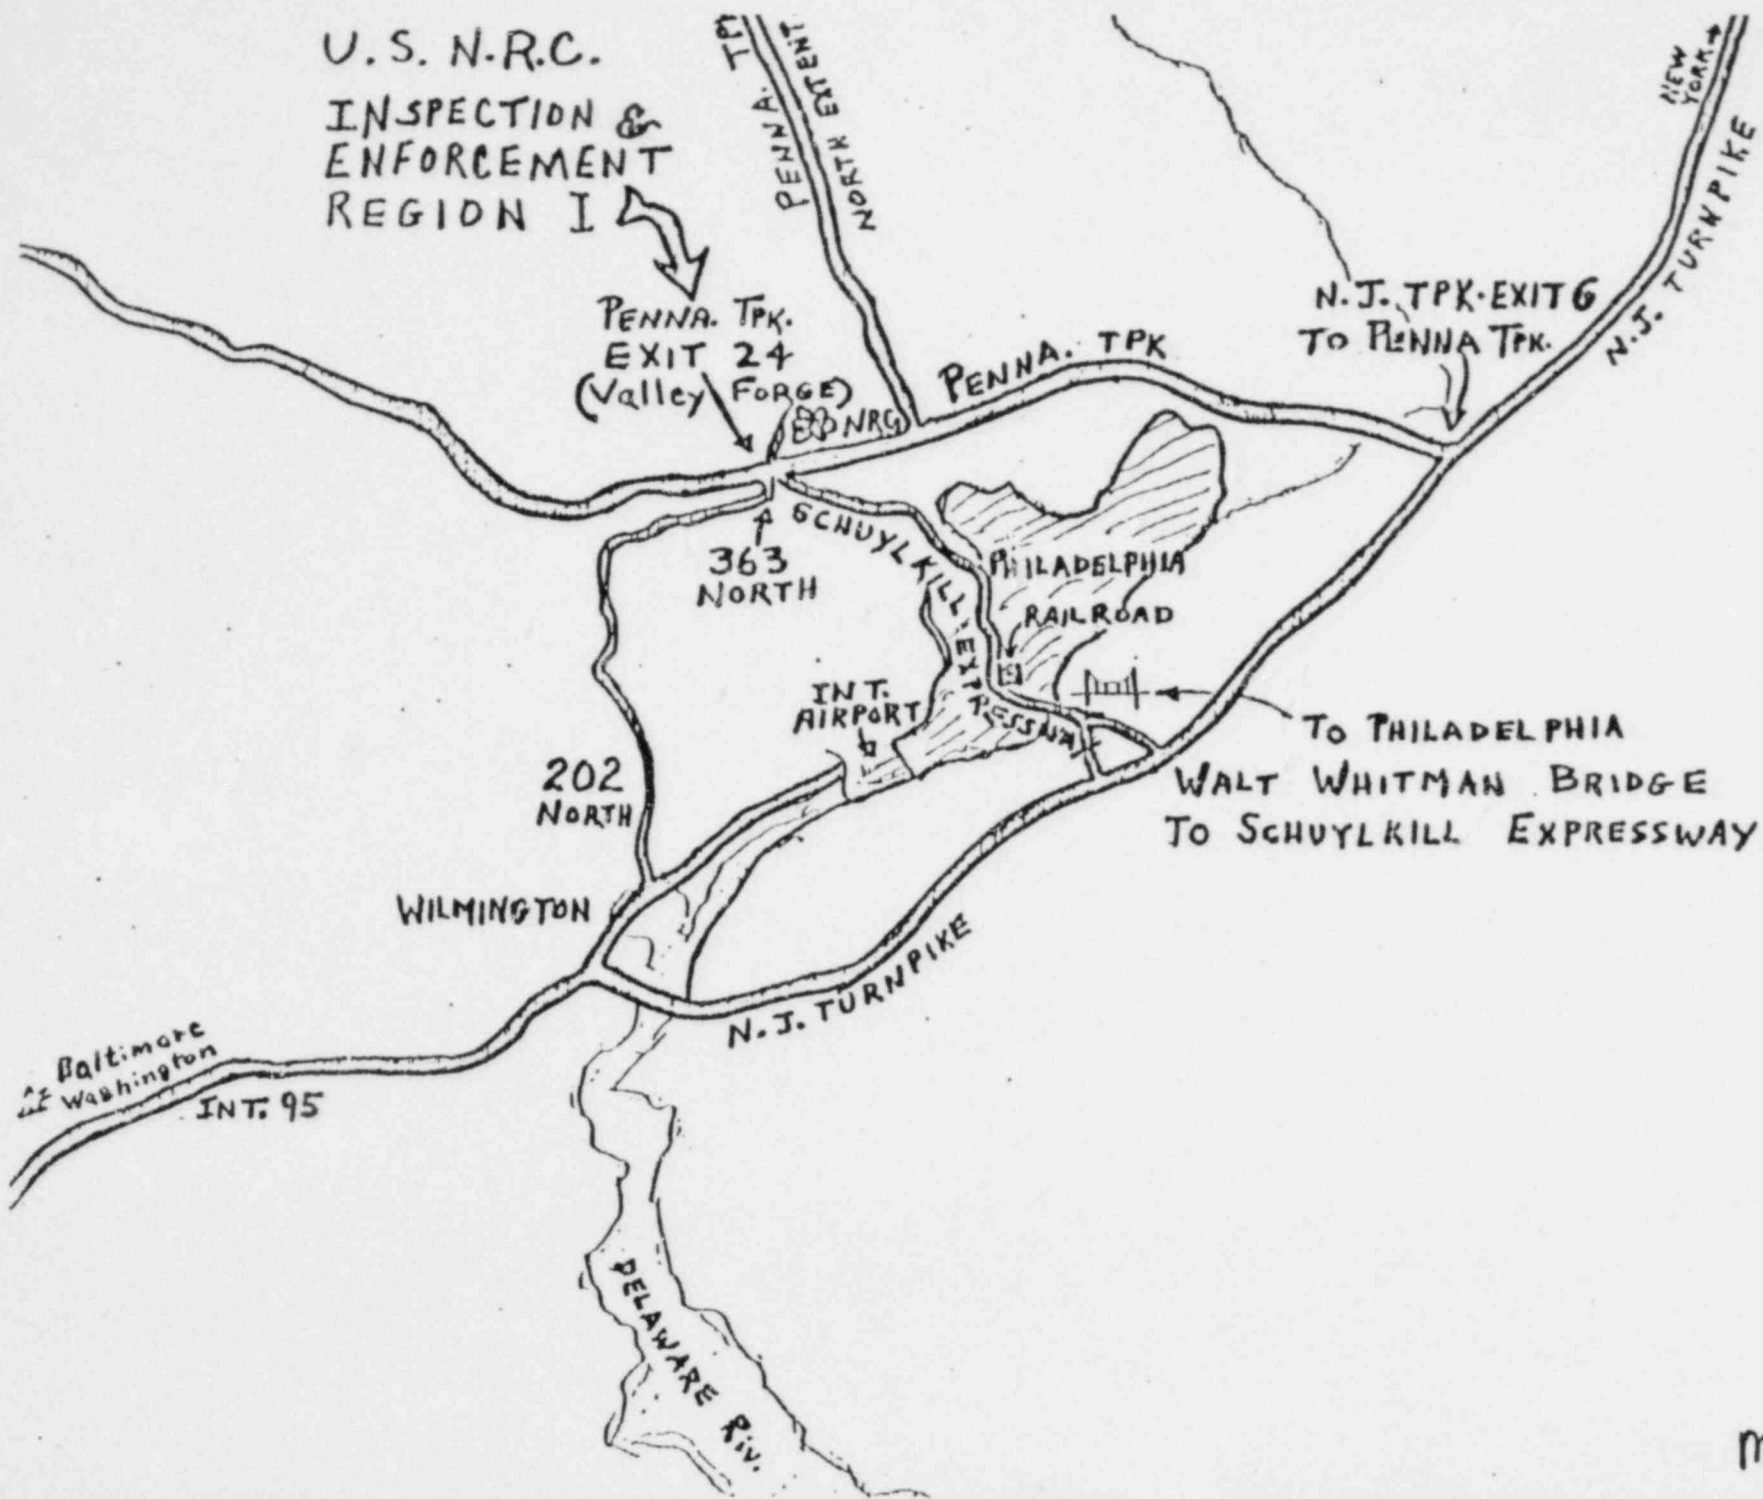 U.S. N.R.C.
INSPECTION &
ENFORCEMENT
REGION I
PENNA. TPK
NORTH EXTENT
NEW
YORK
N.J. TURNPIKE
PENNA. TPK.
EXIT 24
(Valley FORGE)
NRC
PENNA. TPK
N.J. TPK. EXIT 6
TO PENNA TPK.
363
NORTH
SCHUYLKILL EXPRESSWA
PHILADELPHIA
RAILROAD
INT.
AIRPORT
TO PHILADELPHIA
WALT WHITMAN BRIDGE
TO SCHUYLKILL EXPRESSWAY
202
NORTH
WILMINGTON
N.J. TURNPIKE
Baltimore
Washington
INT. 95
DELAWARE Riv.